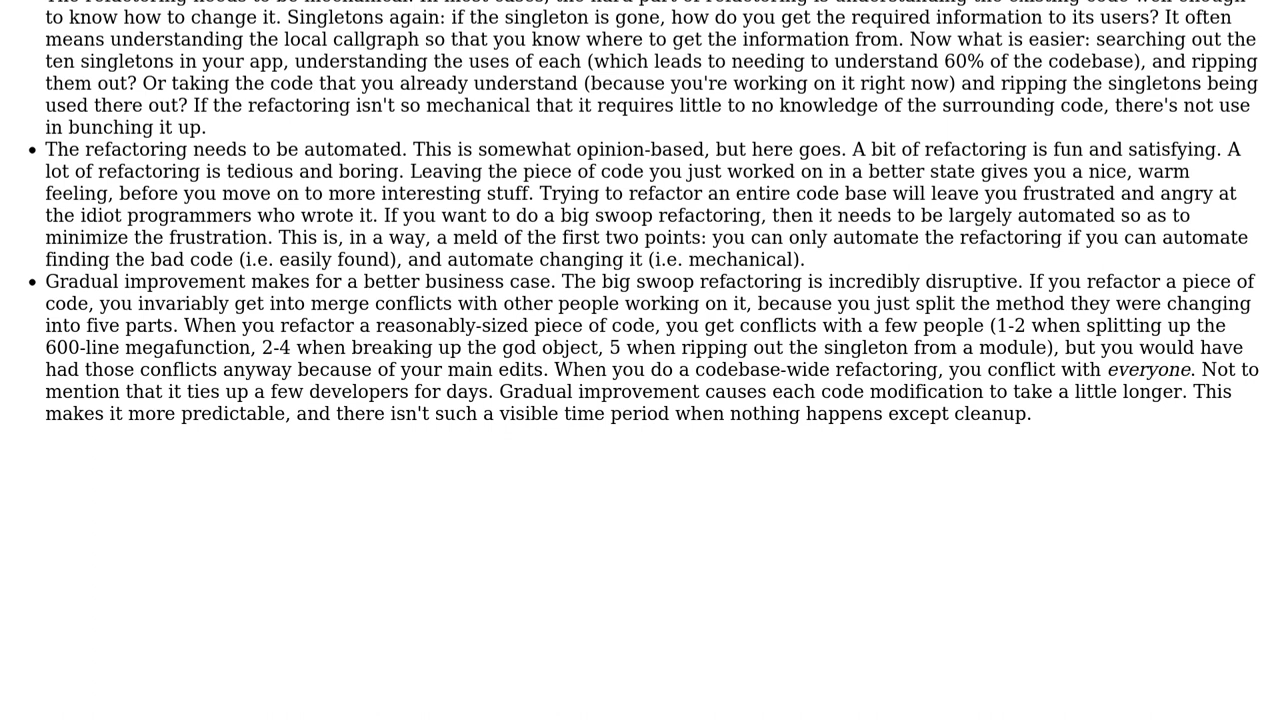 to know how to change it. Singletons again: if the singleton is gone, how do you get the required information to its users? It often
means understanding the local callgraph so that you know where to get the information from. Now what is easier: searching out the
ten singletons in your app, understanding the uses of each (which leads to needing to understand 60% of the codebase), and ripping
them out? Or taking the code that you already understand (because you're working on it right now) and ripping the singletons being
used there out? If the refactoring isn't so mechanical that it requires little to no knowledge of the surrounding code, there's not use
in bunching it up.
• The refactoring needs to be automated. This is somewhat opinion-based, but here goes. A bit of refactoring is fun and satisfying. A
lot of refactoring is tedious and boring. Leaving the piece of code you just worked on in a better state gives you a nice, warm
feeling, before you move on to more interesting stuff. Trying to refactor an entire code base will leave you frustrated and angry at
the idiot programmers who wrote it. If you want to do a big swoop refactoring, then it needs to be largely automated so as to
minimize the frustration. This is, in a way, a meld of the first two points: you can only automate the refactoring if you can automate
finding the bad code (i.e. easily found), and automate changing it (i.e. mechanical).
• Gradual improvement makes for a better business case. The big swoop refactoring is incredibly disruptive. If you refactor a piece of
code, you invariably get into merge conflicts with other people working on it, because you just split the method they were changing
into five parts. When you refactor a reasonably-sized piece of code, you get conflicts with a few people (1-2 when splitting up the
600-line megafunction, 2-4 when breaking up the god object, 5 when ripping out the singleton from a module), but you would have
had those conflicts anyway because of your main edits. When you do a codebase-wide refactoring, you conflict with everyone. Not to
mention that it ties up a few developers for days. Gradual improvement causes each code modification to take a little longer. This
makes it more predictable, and there isn't such a visible time period when nothing happens except cleanup.